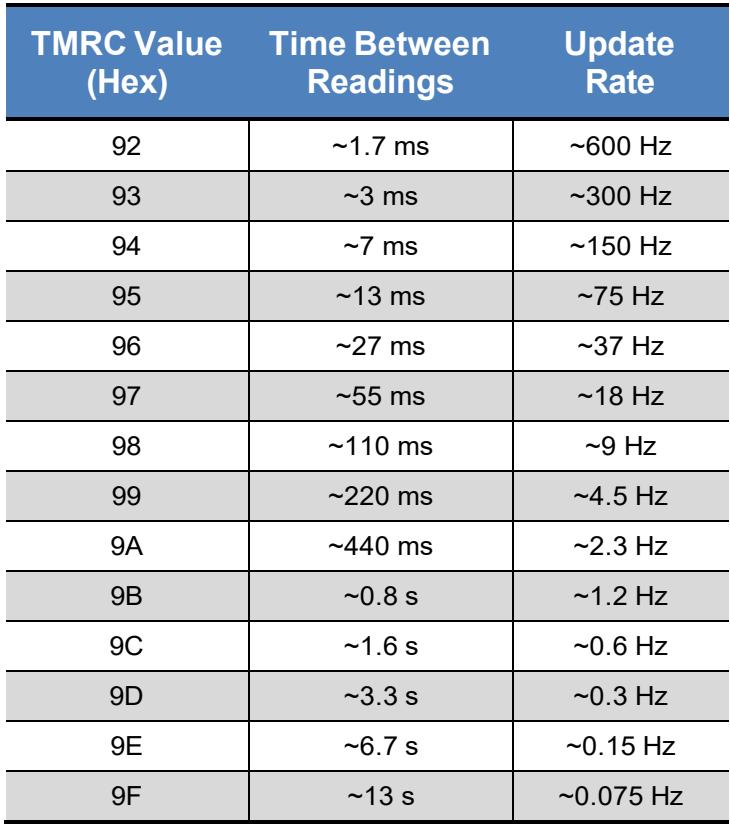 TMRC Value (Hex) Time Between Readings Update Rate
92 ~1.7 ms ~600 Hz
93 ~3 ms ~300 Hz
94 ~7 ms ~150 Hz
95 ~13 ms ~75 Hz
96 ~27 ms ~37 Hz
97 ~55 ms ~18 Hz
98 ~110 ms ~9 Hz
99 ~220 ms ~4.5 Hz
9A ~440 ms ~2.3 Hz
9B ~0.8 s ~1.2 Hz
9C ~1.6 s ~0.6 Hz
9D ~3.3 s ~0.3 Hz
9E ~6.7 s ~0.15 Hz
9F ~13 s ~0.075 Hz